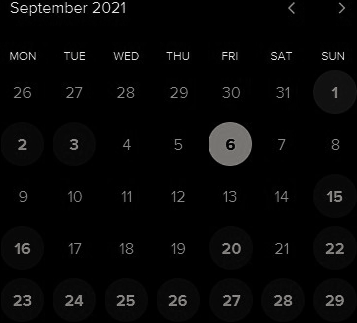 September 2021
MON TUE WED THU FRI SAT SUN
26 27 28 29 30 31 1
2 3 4 5 6 7 8
9 10 11 12 13 14 15
16 17 18 19 20 21 22
23 24 25 26 27 28 29